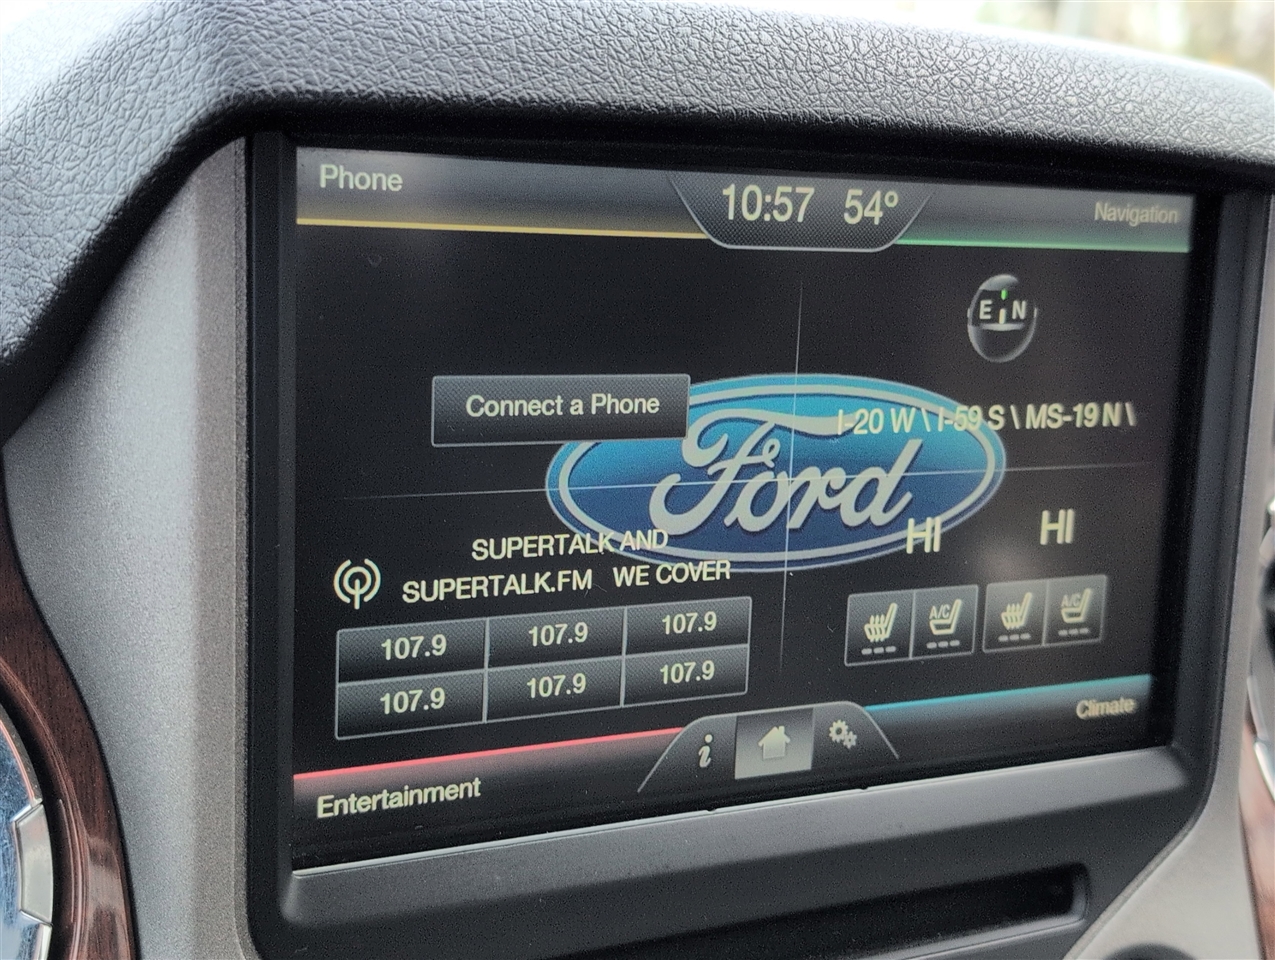 Phone
10:57 54°
Navigation
E N
Connect a Phone
I-20 W \ I-59 S \ MS-19 N \
Ford
SUPERTALK AND
SUPERTALK.FM WE COVER
HI HI
A/C A/C
107.9 107.9 107.9
107.9 107.9 107.9
Climate
i
Entertainment